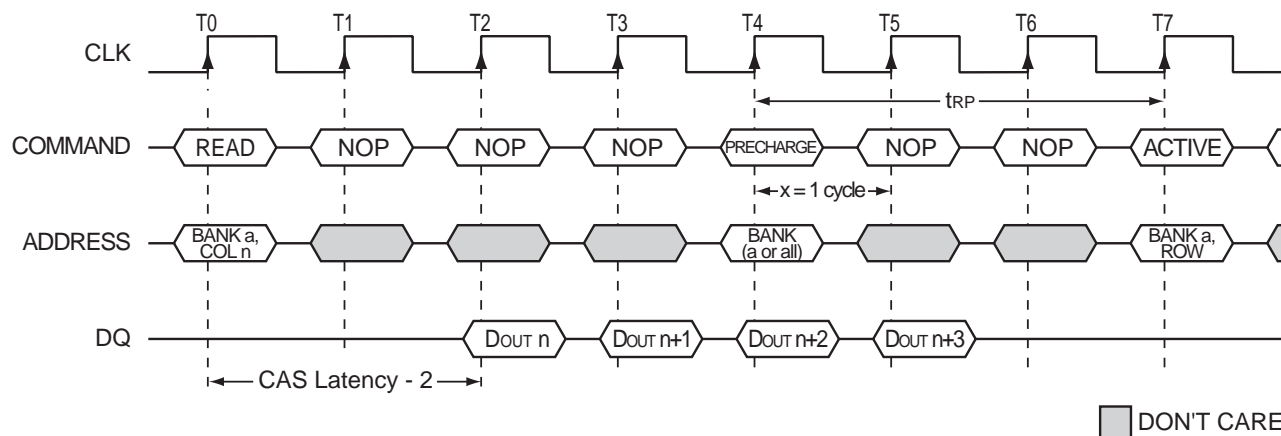 T0 T1 T2 T3 T4 T5 T6 T7
CLK
tRP
COMMAND READ NOP NOP NOP PRECHARGE NOP NOP ACTIVE
x = 1 cycle
ADDRESS BANK a, COL n BANK (a or all) BANK a, ROW
DQ DOUT n DOUT n+1 DOUT n+2 DOUT n+3
CAS Latency - 2
DON'T CARE